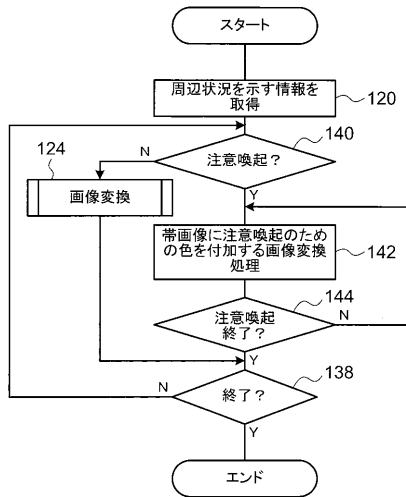 スタート
周辺状況を示す情報を
取得
120
140
注意喚起？
N
Y
124
画像変換
帯画像に注意喚起のため
の色を付加する画像変換
処理
142
144
注意喚起
終了？
N
Y
138
終了？
N
Y
エンド